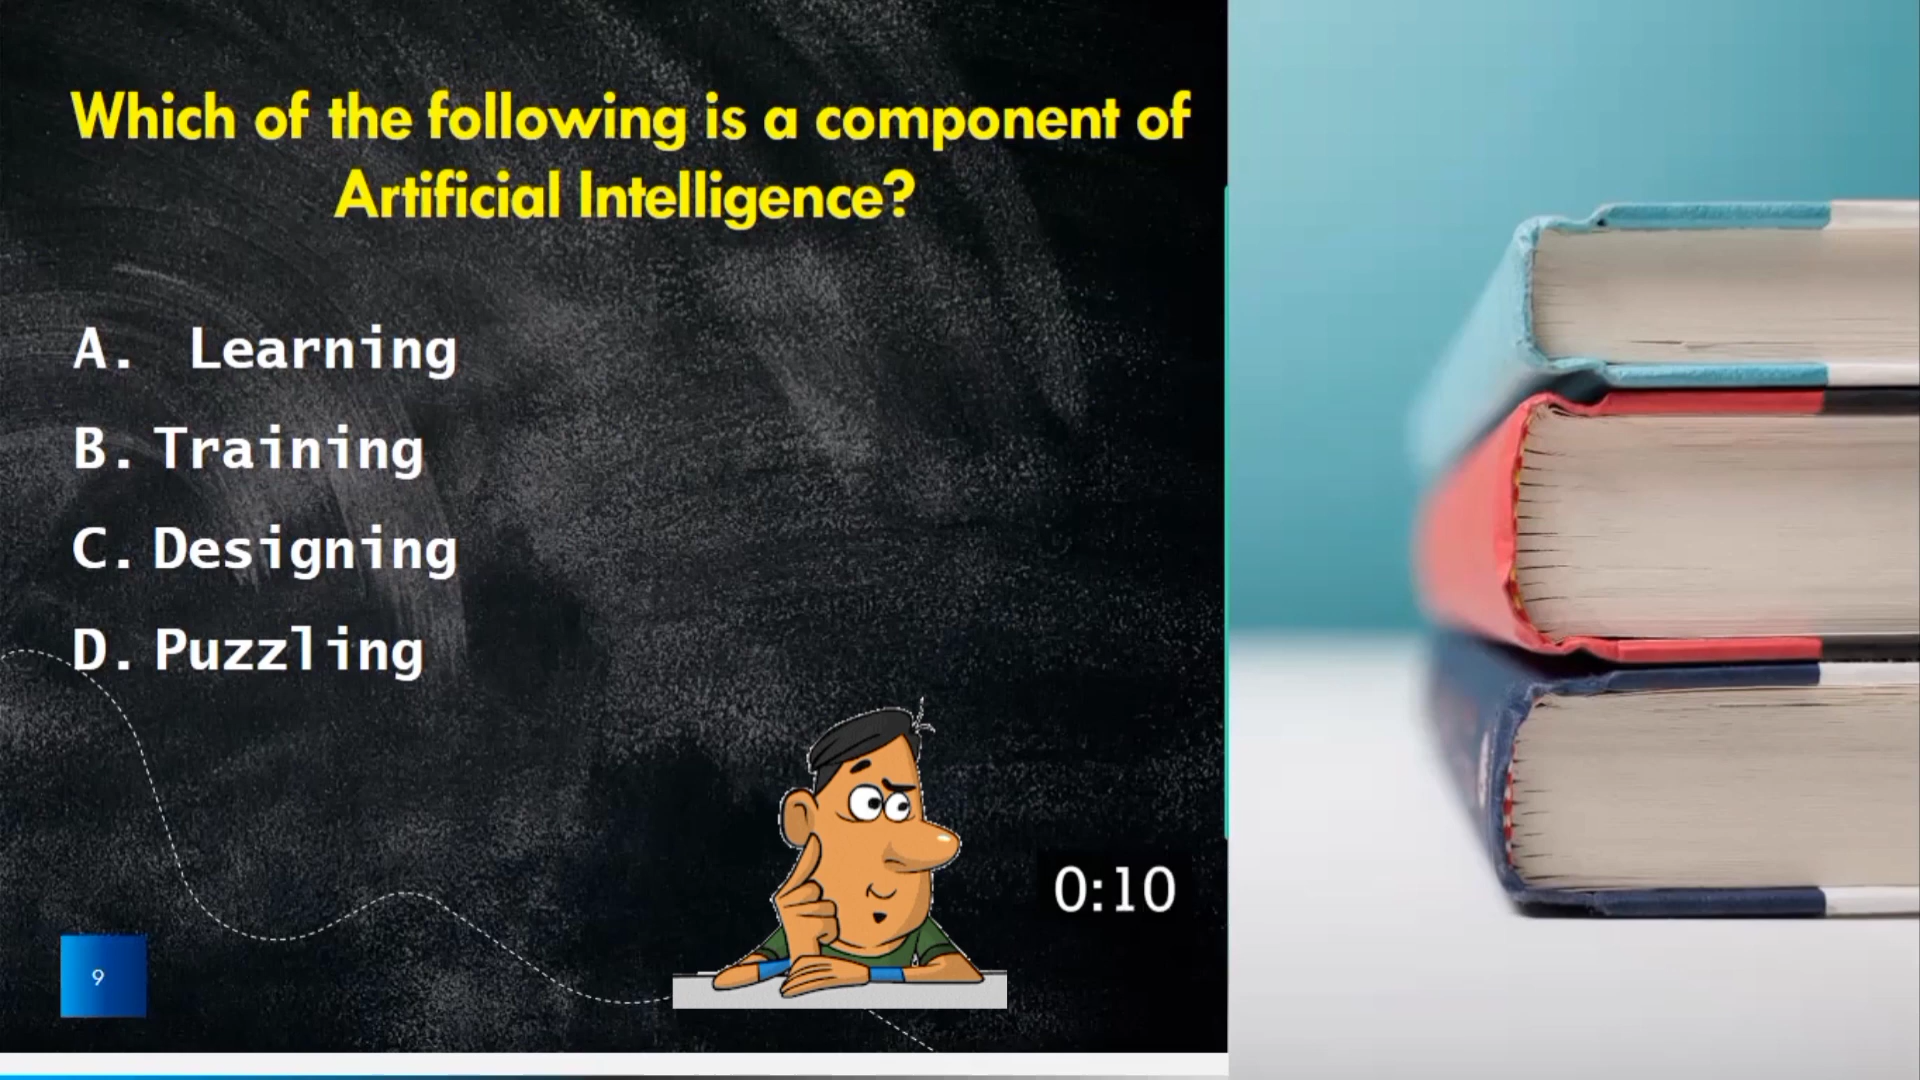 Which of the following is a component of
Artificial Intelligence?
A. Learning
B. Training
C. Designing
D. Puzzling
0:10
9